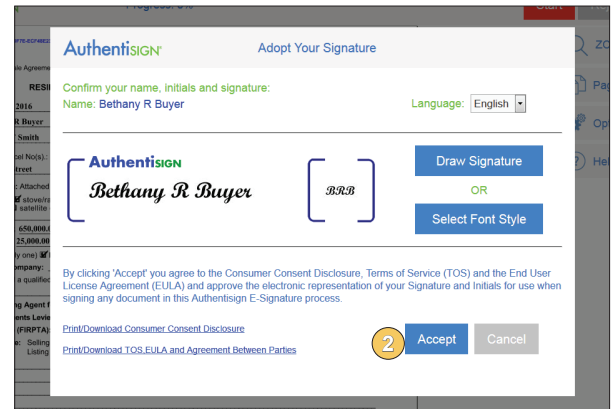 Progress: 5%
Start
AuthentiSIGN®
Adopt Your Signature
ZO
Confirm your name, initials and signature:
Name: Bethany R Buyer
Language: English
Pag
RESI
2016
R Buyer
Smith
Opt
cel No(s).:
treet
Hel
: Attached
stove/ra
satellite
650,000.0
25,000.00
AuthentiSIGN
Bethany R Buyer
BRB
Draw Signature
OR
Select Font Style
ly one)
ompany:
a qualified
By clicking 'Accept' you agree to the Consumer Consent Disclosure, Terms of Service (TOS) and the End User
License Agreement (EULA) and approve the electronic representation of your Signature and Initials for use when
signing any document in this Authentisign E-Signature process.
ng Agent f
ents Levie
(FIRPTA)
e: Selling
Listing
Print/Download Consumer Consent Disclosure
Print/Download TOS,EULA and Agreement Between Parties
2
Accept
Cancel